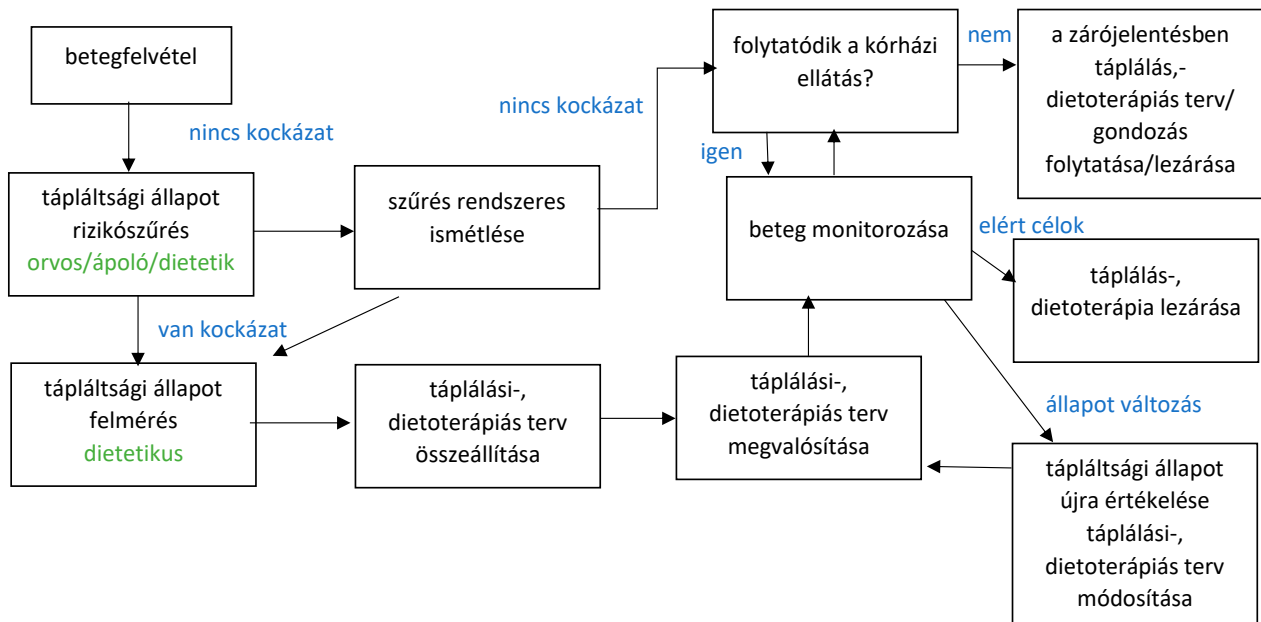 betegfelvétel
nincs kockázat
tápláltsági állapot
rizikószűrés
orvos/ápoló/dietetik
van kockázat
tápláltsági állapot
felmérés
dietetikus
szűrés rendszeres
ismétlése
nincs kockázat
táplálási-,
dietoterápiás terv
összeállítása
folytatódik a kórházi
ellátás?
nem
igen
a zárójelentésben
táplálás,-
dietoterápiás terv/
gondozás
folytatása/lezárása
beteg monitorozása
elért célok
táplálás-,
dietoterápia lezárása
táplálási-,
dietoterápiás terv
megvalósítása
állapot változás
tápláltsági állapot
újra értékelése
táplálási-,
dietoterápiás terv
módosítása